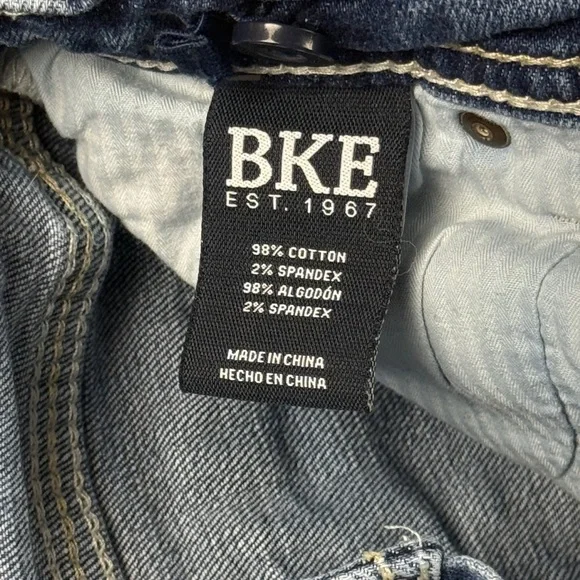 BKE
EST. 1967
98% COTTON
2% SPANDEX
98% ALGODÓN
2% SPANDEX
MADE IN CHINA
HECHO EN CHINA